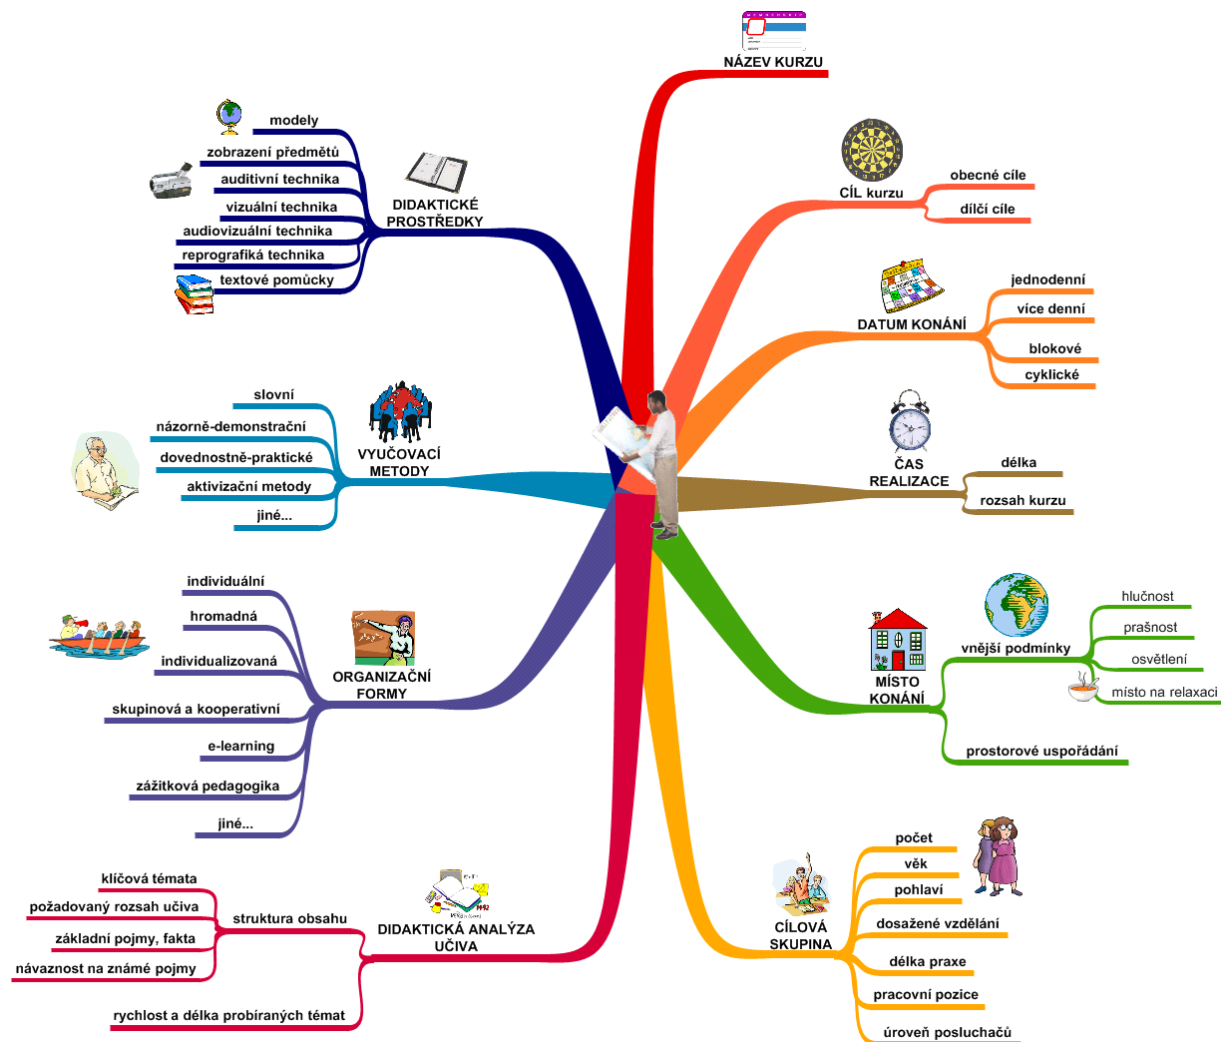 NÁZEV KURZU
CÍL kurzu
obecné cíle
dílčí cíle
DATUM KONÁNÍ
jednodenní
více denní
blokové
cyklické
ČAS
REALIZACE
délka
rozsah kurzu
MÍSTO
KONÁNÍ
vnější podmínky
hlučnost
prašnost
osvětlení
místo na relaxaci
prostorové uspořádání
CÍLOVÁ
SKUPINA
počet
věk
pohlaví
dosažené vzdělání
délka praxe
pracovní pozice
úroveň posluchačů
DIDAKTICKÉ
PROSTŘEDKY
modely
zobrazení předmětů
auditivní technika
vizuální technika
audiovizuální technika
reprografiká technika
textové pomůcky
VYUČOVACÍ
METODY
slovní
názorně-demonstrační
dovednostně-praktické
aktivizační metody
jiné...
ORGANIZAČNÍ
FORMY
individuální
hromadná
individualizovaná
skupinová a kooperativní
e-learning
zážitková pedagogika
jiné...
DIDAKTICKÁ ANALÝZA
UČIVA
struktura obsahu
klíčová témata
požadovaný rozsah učiva
základní pojmy, fakta
návaznost na známé pojmy
rychlost a délka probíraných témat